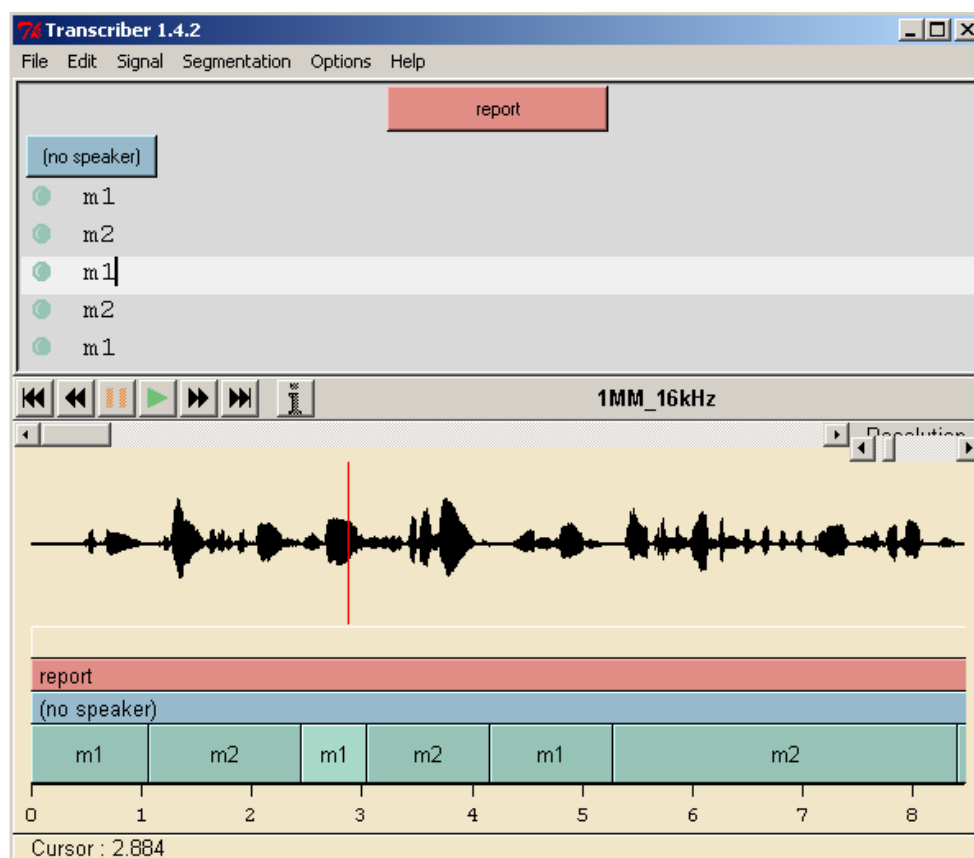 Transcriber 1.4.2
File Edit Signal Segmentation Options Help
report
(no speaker)
m1
m2
m1
m2
m1
1MM_16kHz
Resolution
report
(no speaker)
m1 m2 m1 m2 m1 m2
0 1 2 3 4 5 6 7 8
Cursor : 2.884